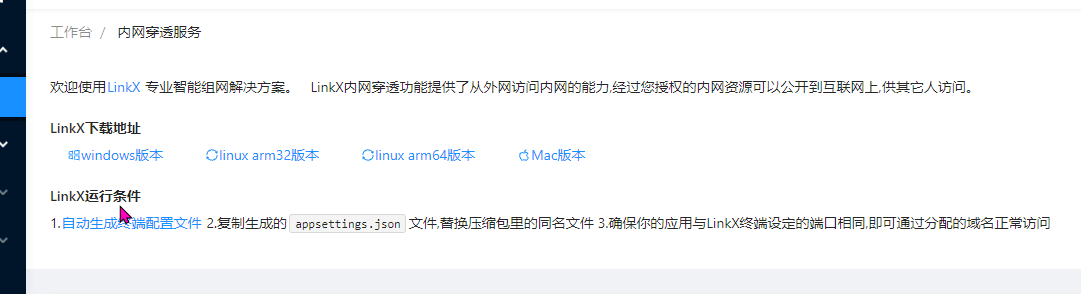 工作台 / 内网穿透服务
欢迎使用LinkX 专业智能组网解决方案。 LinkX内网穿透功能提供了从外网访问内网的能力,经过您授权的内网资源可以公开到互联网上,供其它人访问。
LinkX下载地址
windows版本 linux arm32版本 linux arm64版本 Mac版本
LinkX运行条件
1.自动生成终端配置文件 2.复制生成的 appsettings.json 文件,替换压缩包里的同名文件 3.确保你的应用与LinkX终端设定的端口相同,即可通过分配的域名正常访问